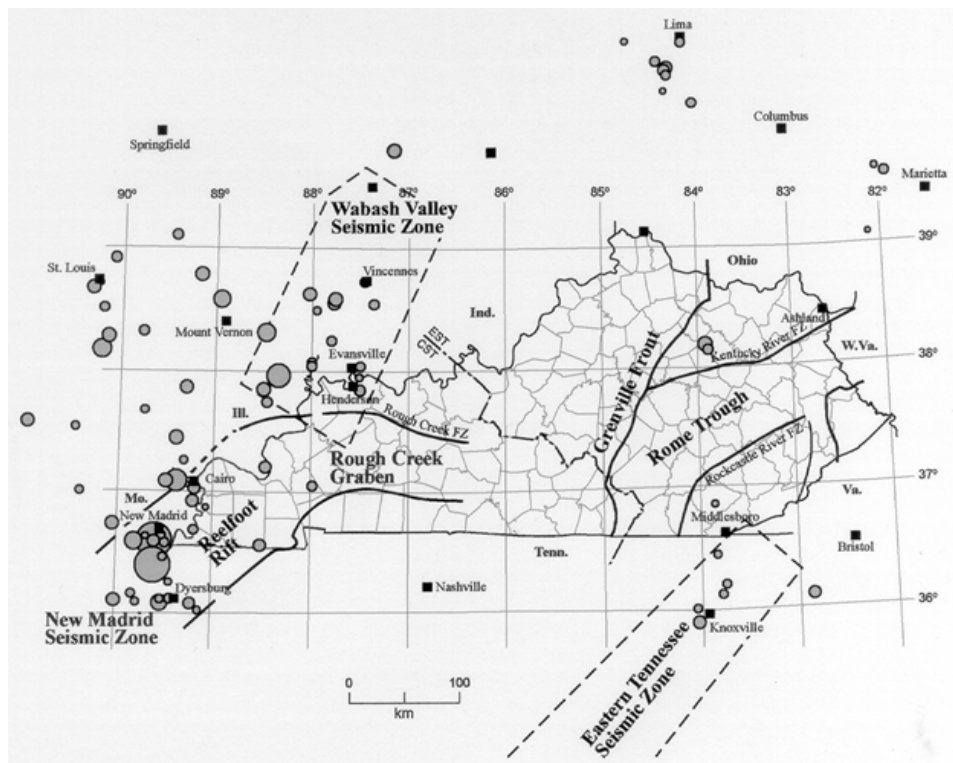 Lima
Columbus
Springfield
Marietta
90°
89°
88°
87°
86°
85°
84°
83°
82°
Wabash Valley
Seismic Zone
39°
St. Louis
Vincennes
Ohio
Mount Vernon
Ind.
Ashland
EST
CST
Kentucky River FZ
W.Va.
Evansville
38°
Grenville Front
Henderson
Ill.
Rough Creek FZ
Rome Trough
Rough Creek
Graben
Rockcastle River FZ
Cairo
37°
Mo.
Va.
New Madrid
Reelfoot
Rift
Middlesboro
Tenn.
Bristol
Dyersburg
Nashville
36°
New Madrid
Seismic Zone
Knoxville
Eastern Tennessee
Seismic Zone
0 50 100
km